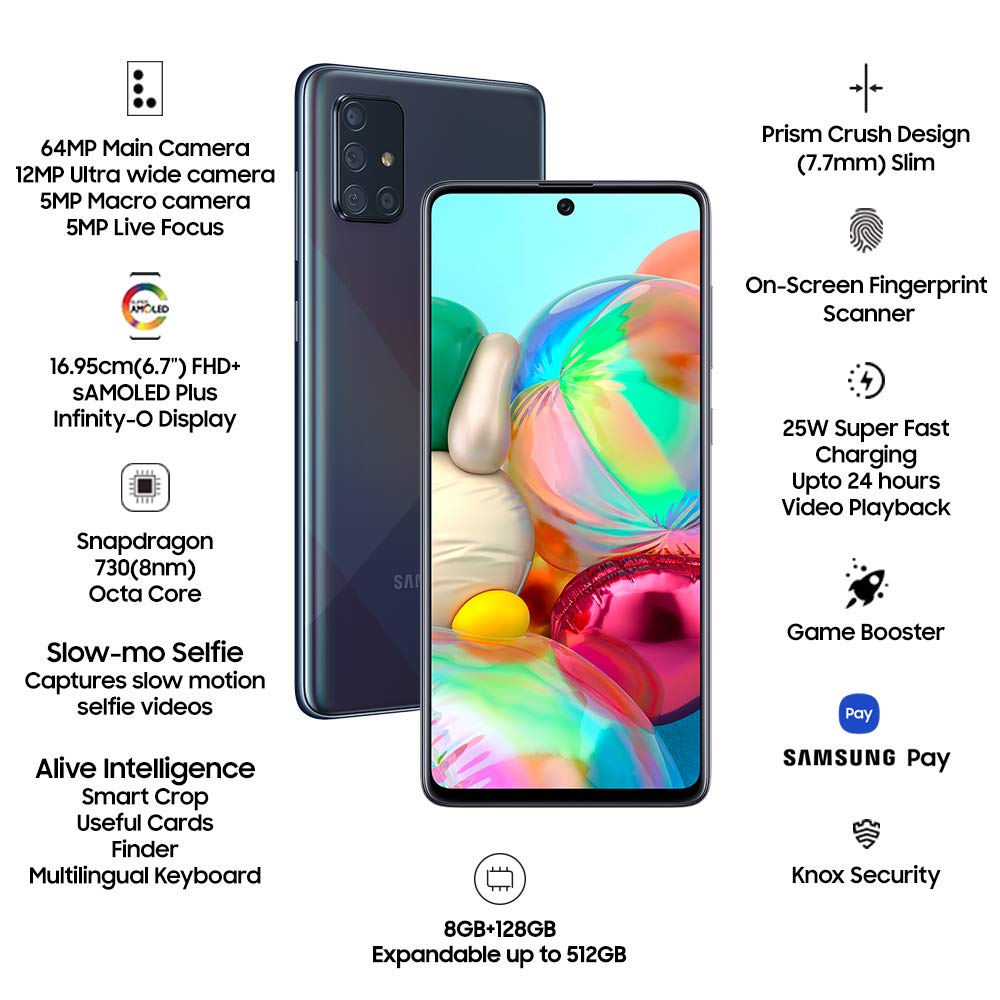 64MP Main Camera
12MP Ultra wide camera
5MP Macro camera
5MP Live Focus
SUPER
AMOLED
16.95cm(6.7") FHD+
sAMOLED Plus
Infinity-O Display
Snapdragon
730(8nm)
Octa Core
Slow-mo Selfie
Captures slow motion
selfie videos
Alive Intelligence
Smart Crop
Useful Cards
Finder
Multilingual Keyboard
SAM
8GB+128GB
Expandable up to 512GB
Prism Crush Design
(7.7mm) Slim
On-Screen Fingerprint
Scanner
25W Super Fast
Charging
Upto 24 hours
Video Playback
Game Booster
Pay
SAMSUNG Pay
Knox Security